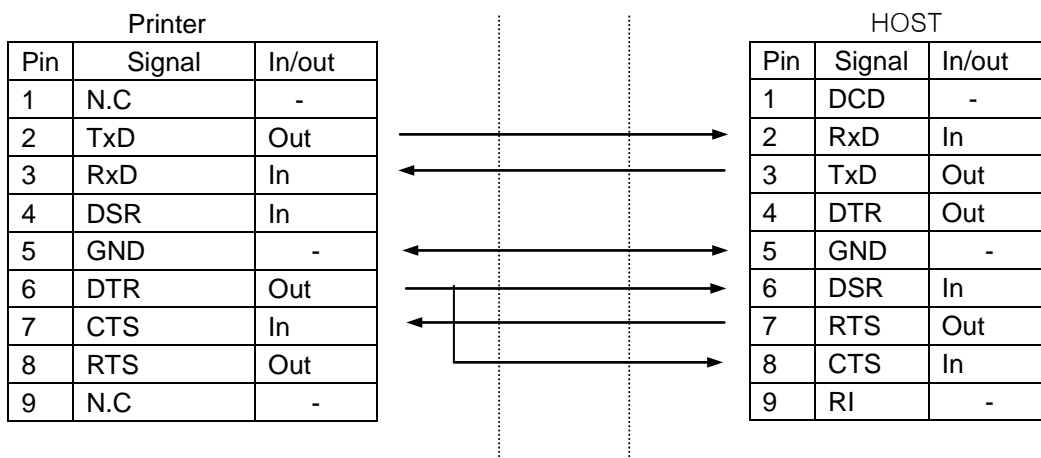 Printer HOST
Pin Signal In/out Pin Signal In/out
1 N.C - 1 DCD -
2 TxD Out 2 RxD In
3 RxD In 3 TxD Out
4 DSR In 4 DTR Out
5 GND - 5 GND -
6 DTR Out 6 DSR In
7 CTS In 7 RTS Out
8 RTS Out 8 CTS In
9 N.C - 9 RI -